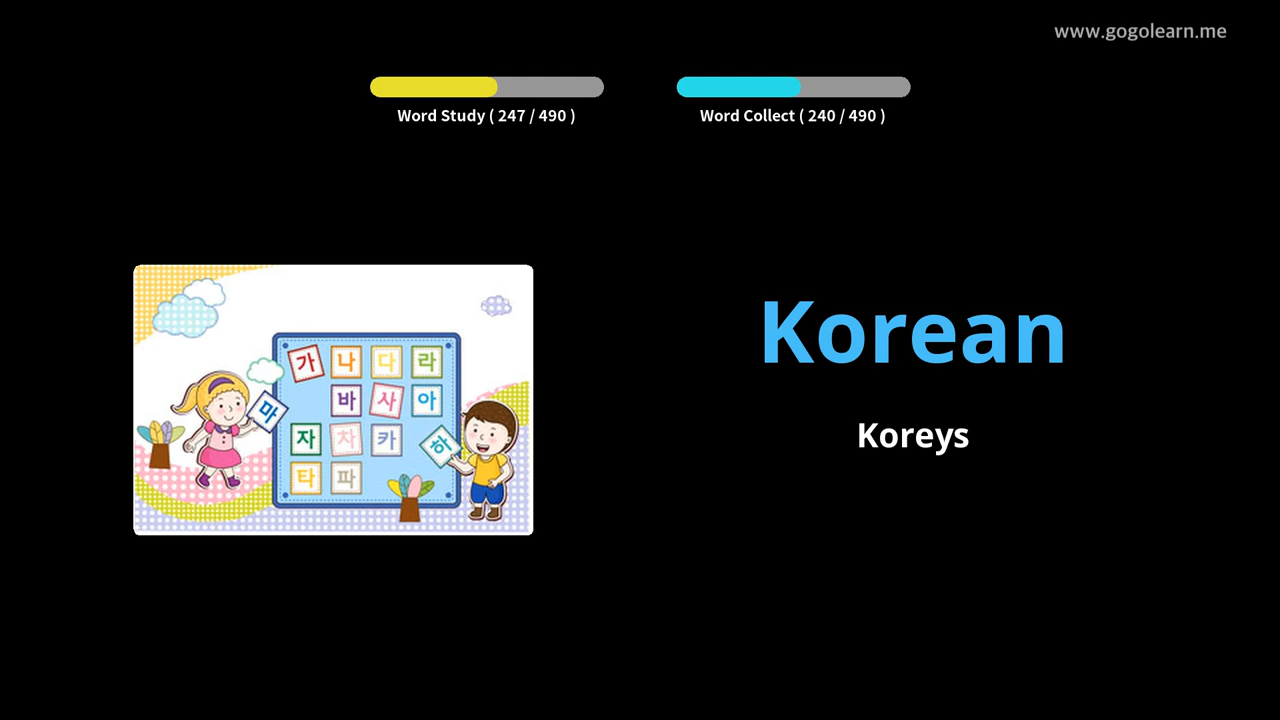 www.gogolearn.me
Word Study ( 247 / 490 )
Word Collect ( 240 / 490 )
가 나 다 라
마 바 사 아
자 차 카 하
타 파
Korean
Koreys